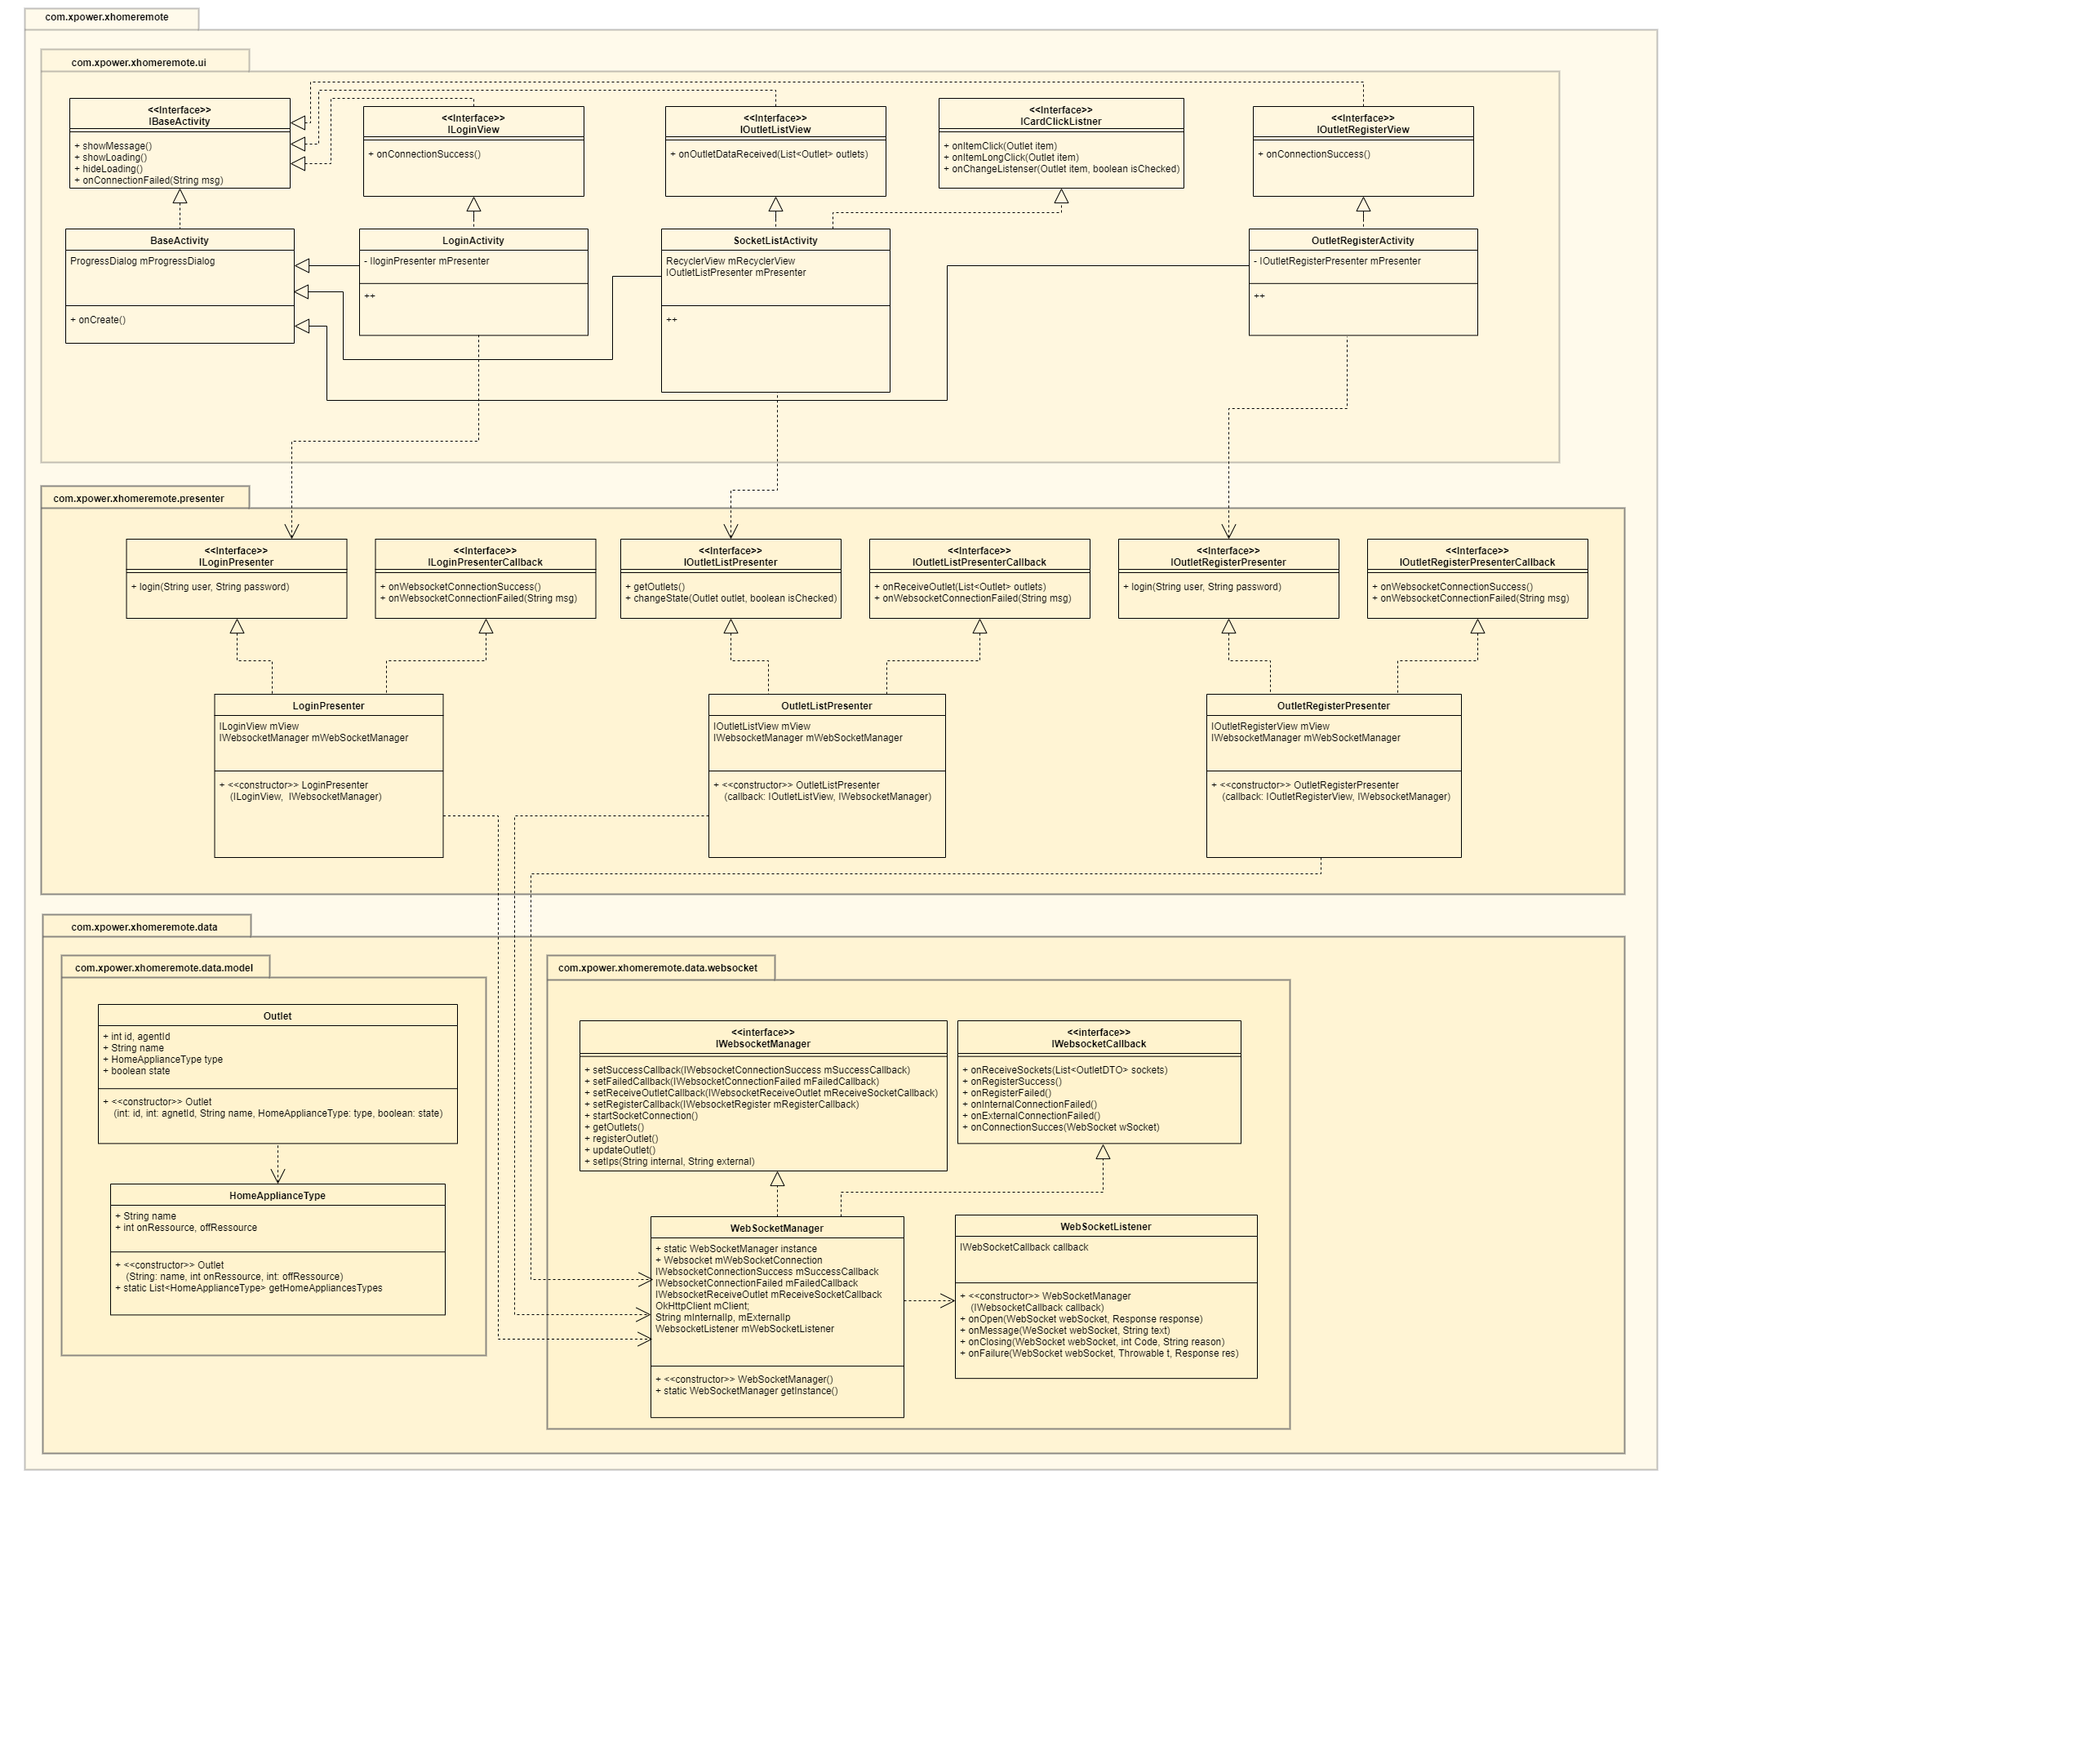 com.xpower.xhomeremote
com.xpower.xhomeremote.ui
<<Interface>>
IBaseActivity
+ showMessage()
+ showLoading()
+ hideLoading()
+ onConnectionFailed(String msg)
<<Interface>>
ILoginView
+ onConnectionSuccess()
<<Interface>>
IOutletListView
+ onOutletDataReceived(List<Outlet> outlets)
<<Interface>>
ICardClickListner
+ onItemClick(Outlet item)
+ onItemLongClick(Outlet item)
+ onChangeListenser(Outlet item, boolean isChecked)
<<Interface>>
IOutletRegisterView
+ onConnectionSuccess()
BaseActivity
ProgressDialog mProgressDialog
+ onCreate()
LoginActivity
- IloginPresenter mPresenter
++
SocketListActivity
RecyclerView mRecyclerView
IOutletListPresenter mPresenter
++
OutletRegisterActivity
- IOutletRegisterPresenter mPresenter
++
com.xpower.xhomeremote.presenter
<<Interface>>
ILoginPresenter
+ login(String user, String password)
<<Interface>>
ILoginPresenterCallback
+ onWebsocketConnectionSuccess()
+ onWebsocketConnectionFailed(String msg)
<<Interface>>
IOutletListPresenter
+ getOutlets()
+ changeState(Outlet outlet, boolean isChecked)
<<Interface>>
IOutletListPresenterCallback
+ onReceiveOutlet(List<Outlet> outlets)
+ onWebsocketConnectionFailed(String msg)
<<Interface>>
IOutletRegisterPresenter
+ login(String user, String password)
<<Interface>>
IOutletRegisterPresenterCallback
+ onWebsocketConnectionSuccess()
+ onWebsocketConnectionFailed(String msg)
LoginPresenter
ILoginView mView
IWebsocketManager mWebSocketManager
+ <<constructor>> LoginPresenter
(ILoginView,  IWebsocketManager)
OutletListPresenter
IOutletListView mView
IWebsocketManager mWebSocketManager
+ <<constructor>> OutletListPresenter
(callback: IOutletListView, IWebsocketManager)
OutletRegisterPresenter
IOutletRegisterView mView
IWebsocketManager mWebSocketManager
+ <<constructor>> OutletRegisterPresenter
(callback: IOutletRegisterView, IWebsocketManager)
com.xpower.xhomeremote.data
com.xpower.xhomeremote.data.model
Outlet
+ int id, agentId
+ String name
+ HomeApplianceType type
+ boolean state
+ <<constructor>> Outlet
(int: id, int: agnetId, String name, HomeApplianceType: type, boolean: state)
HomeApplianceType
+ String name
+ int onRessource, offRessource
+ <<constructor>> Outlet
(String: name, int onRessource, int: offRessource)
+ static List<HomeApplianceType> getHomeAppliancesTypes
com.xpower.xhomeremote.data.websocket
<<interface>>
IWebsocketManager
+ setSuccessCallback(IWebsocketConnectionSuccess mSuccessCallback)
+ setFailedCallback(IWebsocketConnectionFailed mFailedCallback)
+ setReceiveOutletCallback(IWebsocketReceiveOutlet mReceiveSocketCallback)
+ setRegisterCallback(IWebsocketRegister mRegisterCallback)
+ startSocketConnection()
+ getOutlets()
+ registerOutlet()
+ updateOutlet()
+ setIps(String internal, String external)
<<interface>>
IWebsocketCallback
+ onReceiveSockets(List<OutletDTO> sockets)
+ onRegisterSuccess()
+ onRegisterFailed()
+ onInternalConnectionFailed()
+ onExternalConnectionFailed()
+ onConnectionSucces(WebSocket wSocket)
WebSocketManager
+ static WebSocketManager instance
+ Websocket mWebSocketConnection
IWebsocketConnectionSuccess mSuccessCallback
IWebsocketConnectionFailed mFailedCallback
IWebsocketReceiveOutlet mReceiveSocketCallback
OkHttpClient mClient;
String mInternalIp, mExternalIp
WebsocketListener mWebSocketListener
+ <<constructor>> WebSocketManager()
+ static WebSocketManager getInstance()
WebSocketListener
IWebSocketCallback callback
+ <<constructor>> WebSocketManager
(IWebsocketCallback callback)
+ onOpen(WebSocket webSocket, Response response)
+ onMessage(WeSocket webSocket, String text)
+ onClosing(WebSocket webSocket, int Code, String reason)
+ onFailure(WebSocket webSocket, Throwable t, Response res)